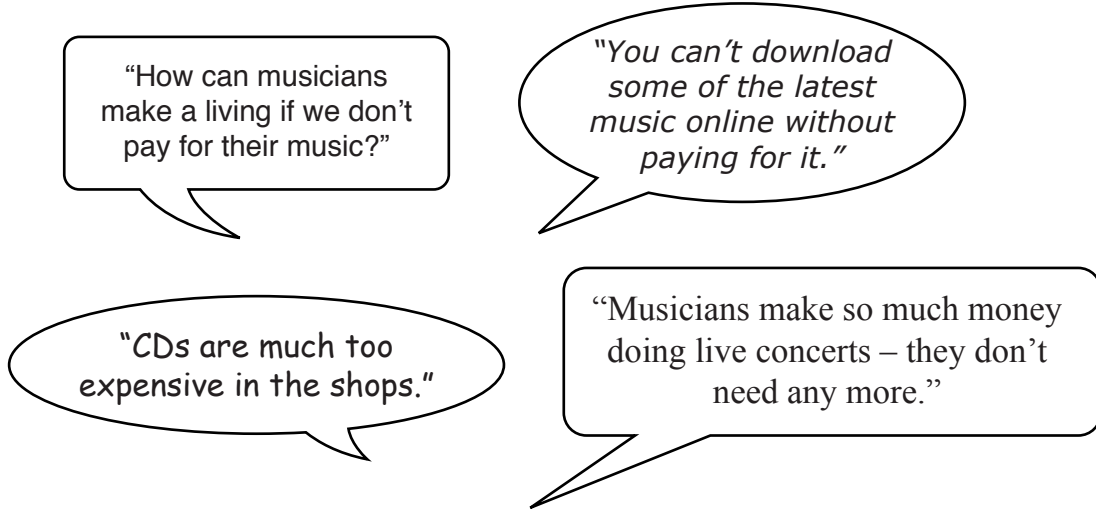 “How can musicians
make a living if we don’t
pay for their music?”
“You can’t download
some of the latest
music online without
paying for it.”
“CDs are much too
expensive in the shops.”
“Musicians make so much money
doing live concerts – they don’t
need any more.”